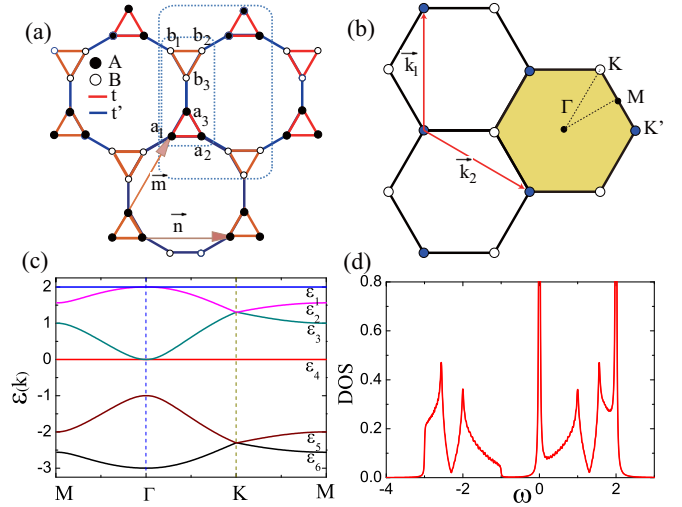 (a)
b₁ b₂
b₃
A
B
t
t'
a₁ a₃
a₂
m
n
(b)
k₁
k₂
K
M
Γ
K'
(c)
ε(k)
2
1
0
-1
-2
-3
M Γ K M
ε₁
ε₂
ε₃
ε₄
ε₅
ε₆
(d)
DOS
0.8
0.6
0.4
0.2
0.0
-4 -2 0 2
ω